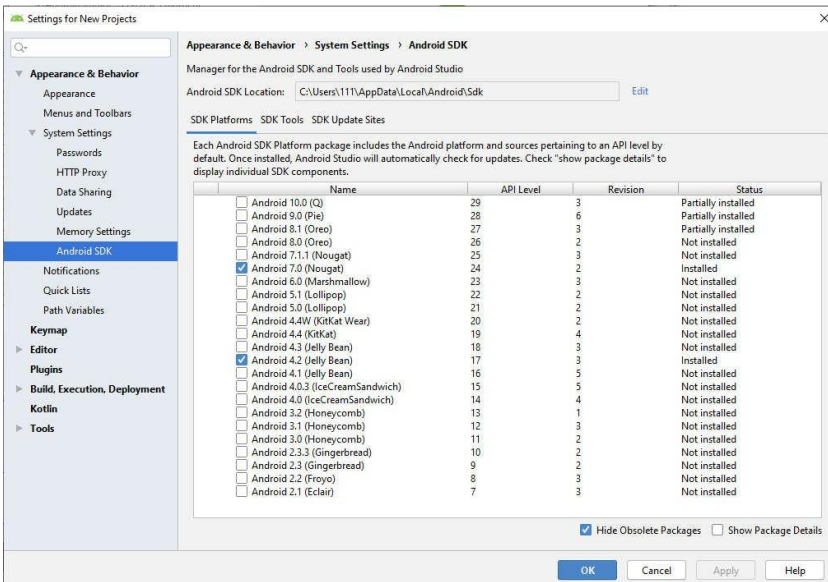 Settings for New Projects
Appearance & Behavior
Appearance
Menus and Toolbars
System Settings
Passwords
HTTP Proxy
Data Sharing
Updates
Memory Settings
Android SDK
Notifications
Quick Lists
Path Variables
Keymap
Editor
Plugins
Build, Execution, Deployment
Kotlin
Tools
Appearance & Behavior › System Settings › Android SDK
Manager for the Android SDK and Tools used by Android Studio
Android SDK Location: C:\Users\111\AppData\Local\Android\Sdk Edit
SDK Platforms SDK Tools SDK Update Sites
Each Android SDK Platform package includes the Android platform and sources pertaining to an API level by
default. Once installed, Android Studio will automatically check for updates. Check "show package details" to
display individual SDK components.
Name API Level Revision Status
Android 10.0 (Q) 29 3 Partially installed
Android 9.0 (Pie) 28 6 Partially installed
Android 8.1 (Oreo) 27 3 Partially installed
Android 8.0 (Oreo) 26 2 Not installed
Android 7.1.1 (Nougat) 25 3 Not installed
Android 7.0 (Nougat) 24 2 Installed
Android 6.0 (Marshmallow) 23 3 Not installed
Android 5.1 (Lollipop) 22 2 Not installed
Android 5.0 (Lollipop) 21 2 Not installed
Android 4.4W (KitKat Wear) 20 2 Not installed
Android 4.4 (KitKat) 19 4 Not installed
Android 4.3 (Jelly Bean) 18 3 Not installed
Android 4.2 (Jelly Bean) 17 3 Installed
Android 4.1 (Jelly Bean) 16 5 Not installed
Android 4.0.3 (IceCreamSandwich) 15 5 Not installed
Android 4.0 (IceCreamSandwich) 14 4 Not installed
Android 3.2 (Honeycomb) 13 1 Not installed
Android 3.1 (Honeycomb) 12 3 Not installed
Android 3.0 (Honeycomb) 11 2 Not installed
Android 2.3.3 (Gingerbread) 10 2 Not installed
Android 2.3 (Gingerbread) 9 2 Not installed
Android 2.2 (Froyo) 8 3 Not installed
Android 2.1 (Eclair) 7 3 Not installed
Hide Obsolete Packages Show Package Details
OK Cancel Apply Help